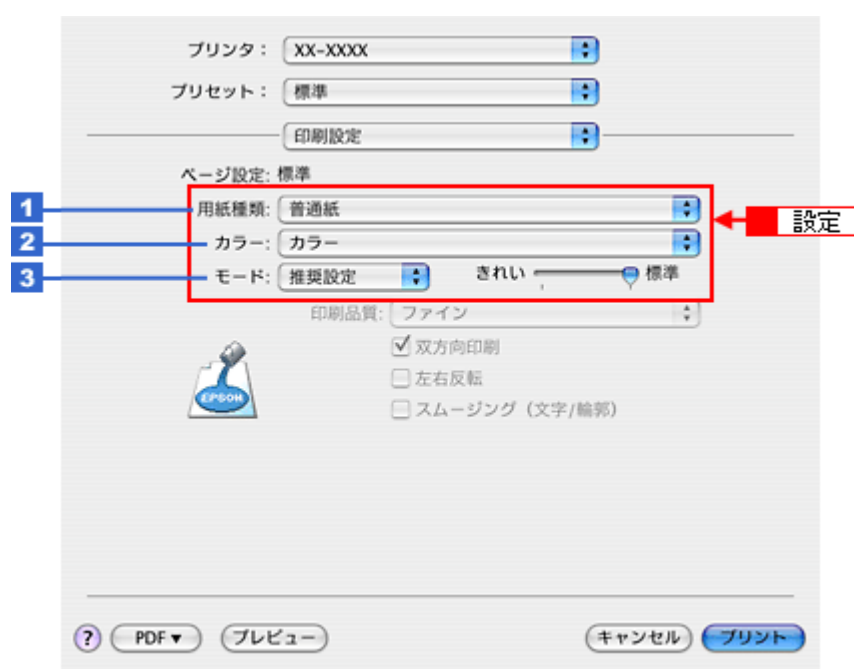 プリンタ： XX-XXXX
プリセット： 標準
印刷設定
ページ設定: 標準
1 用紙種類: 普通紙
設定
2 カラー: カラー
3 モード: 推奨設定 きれい 標準
印刷品質: ファイン
双方向印刷
左右反転
スムージング（文字/輪郭）
EPSON
? PDF▼ プレビュー キャンセル プリント